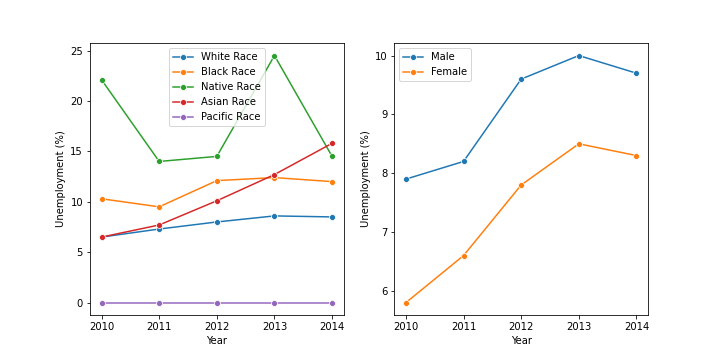 25
20
15
10
5
0
Unemployment (%)
White Race
Black Race
Native Race
Asian Race
Pacific Race
2010 2011 2012 2013 2014
Year
10
9
8
7
6
Unemployment (%)
Male
Female
2010 2011 2012 2013 2014
Year